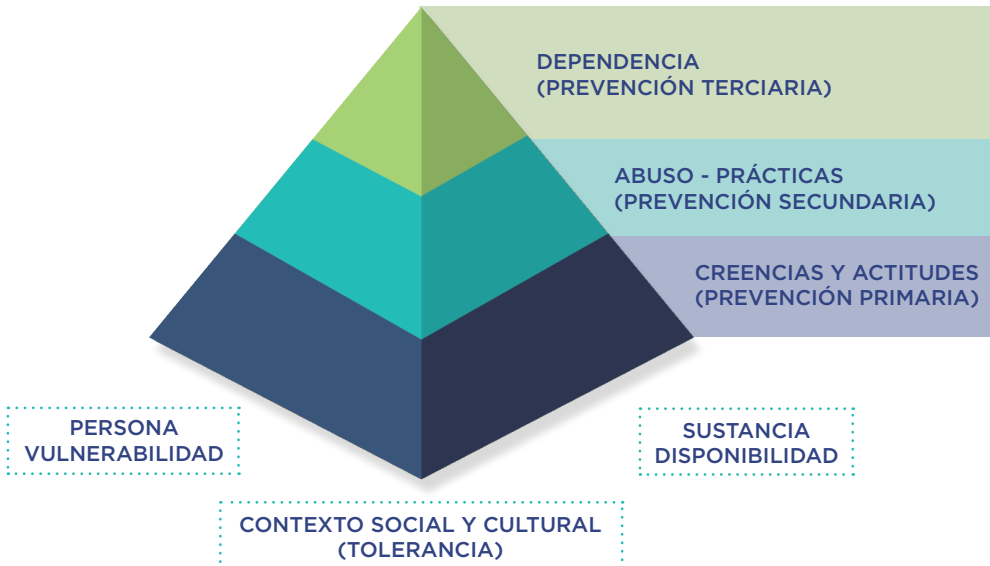 DEPENDENCIA
(PREVENCIÓN TERCIARIA)
ABUSO - PRÁCTICAS
(PREVENCIÓN SECUNDARIA)
CREENCIAS Y ACTITUDES
(PREVENCIÓN PRIMARIA)
PERSONA
VULNERABILIDAD
SUSTANCIA
DISPONIBILIDAD
CONTEXTO SOCIAL Y CULTURAL
(TOLERANCIA)